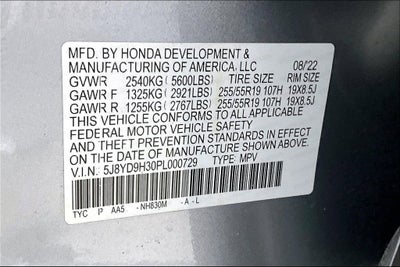 MFD. BY HONDA DEVELOPMENT &
MANUFACTURING OF AMERICA, LLC 08/22
GVWR 2540KG (5600LBS) TIRE SIZE RIM SIZE
GAWR F 1325KG (2921LBS) 255/55R19 107H 19X8.5J
GAWR R 1255KG (2767LBS) 255/55R19 107H 19X8.5J
THIS VEHICLE CONFORMS TO ALL APPLICABLE
FEDERAL MOTOR VEHICLE SAFETY, BUMPER,
AND THEFT PREVENTION STANDARDS IN EFFECT
ON THE DATE OF MANUFACTURE SHOWN ABOVE.
V.I.N. 5J8YD9H30PL000729 TYPE: MPV
TYC P AA5 -NH830M -A-L